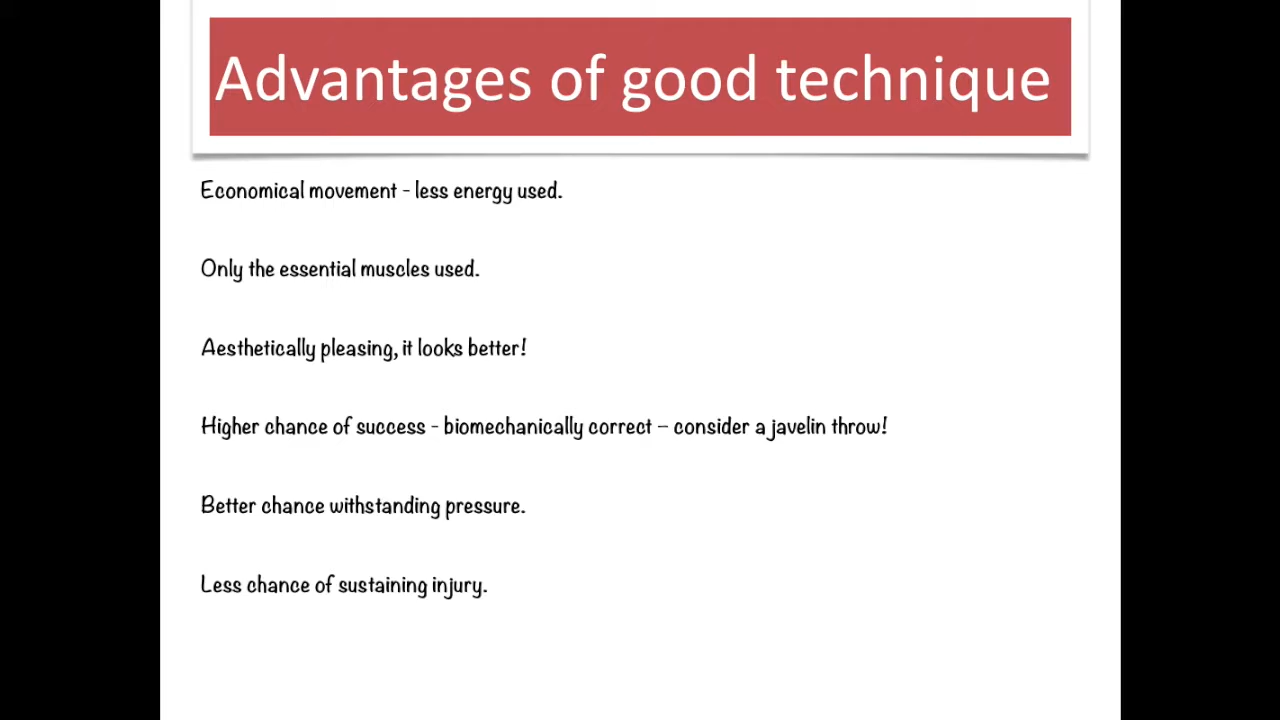 Advantages of good technique
Economical movement - less energy used.
Only the essential muscles used.
Aesthetically pleasing, it looks better!
Higher chance of success - biomechanically correct – consider a javelin throw!
Better chance withstanding pressure.
Less chance of sustaining injury.